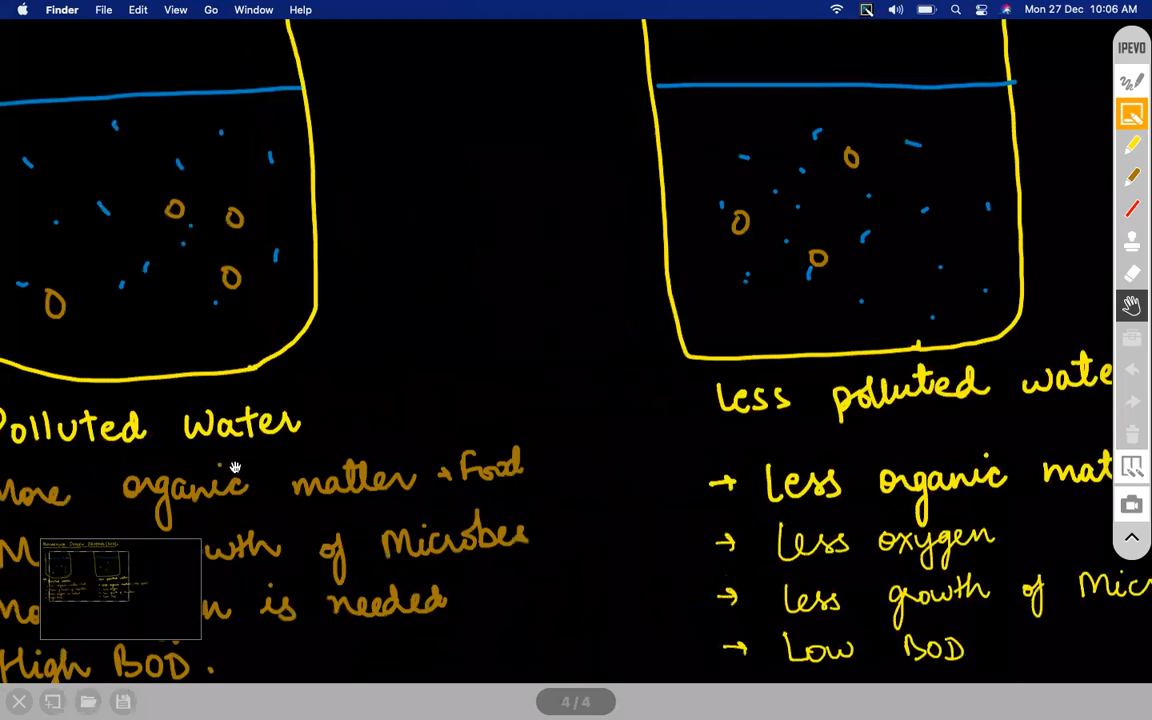 Finder File Edit View Go Window Help Mon 27 Dec 10:06 AM
IPEVO
Polluted Water
More organic matter + Food
wth of Microbes
is needed
High BOD.
Less polluted wate
→ Less organic mat
→ Less oxygen
→ less growth of Mic
→ Low BOD
4/4